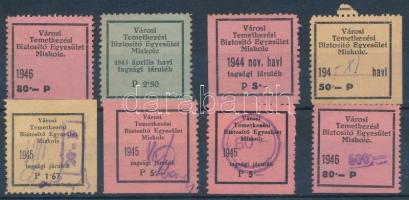 Városi
Temetkezési
Biztosító Egyesület
Miskolc.
1946
80·— P
Városi
Temetkezési
Biztosító Egyesület
Miskolc.
1943 április havi
tagsági járulék
P 2·50
Városi
Temetkezési
Biztosító Egyesület
Miskolc.
1944 nov. havi
tagsági járulék
P 5·—
Városi
Temetkezési
Biztosító Egyesület
Miskolc.
194 havi
50·— P
Városi
Temetkezési
Biztosító Egyesület
Miskolc
1945
tagsági járulék
P 1·67
Városi
Temetkezési
Biztosító Egyesület
Miskolc
1945
tagsági járulék
P 5·—
Városi
Temetkezési
Biztosító Egyesület
Miskolc
1945
tagsági járulék
P 5
Városi
Temetkezési
Biztosító Egyesület
Miskolc.
1946
80·— P